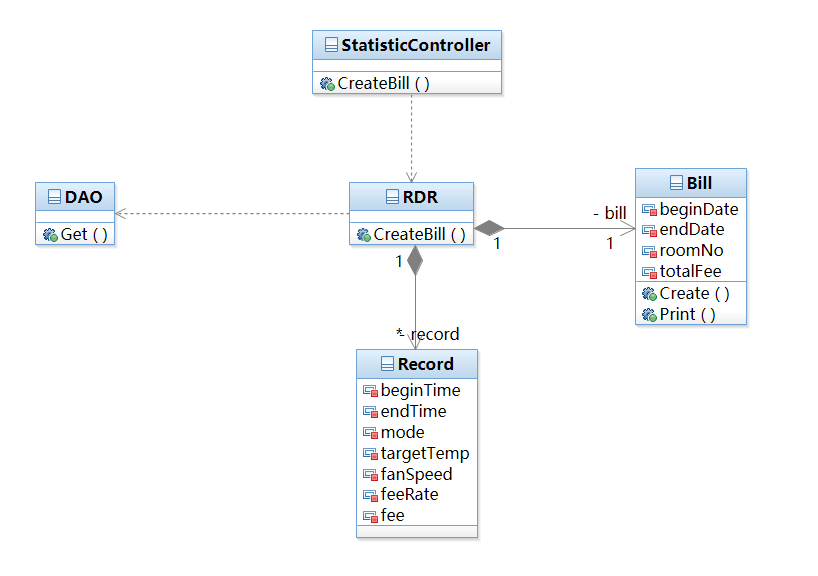 StatisticController
CreateBill ( )
DAO
Get ( )
RDR
CreateBill ( )
1
- bill
1
Bill
beginDate
endDate
roomNo
totalFee
Create ( )
Print ( )
1
*
- record
Record
beginTime
endTime
mode
targetTemp
fanSpeed
feeRate
fee